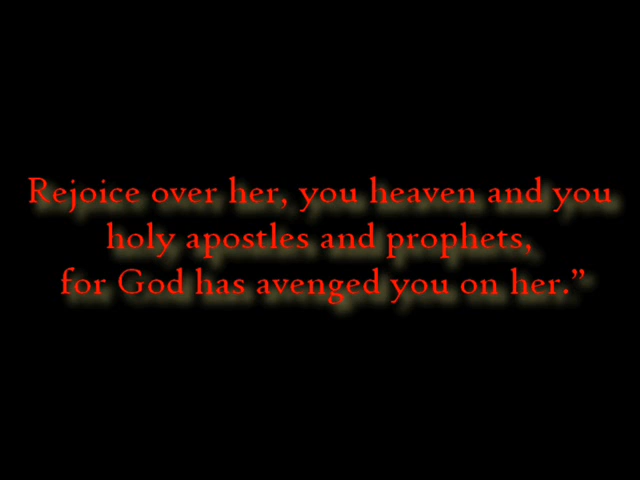 Rejoice over her, you heaven and you
holy apostles and prophets,
for God has avenged you on her.”